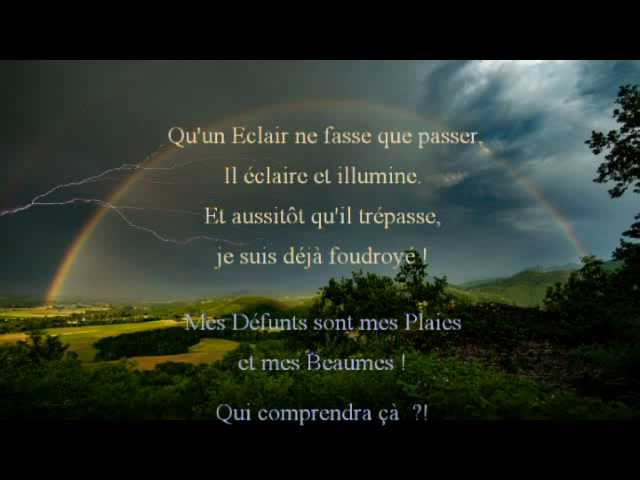 Qu'un Eclair ne fasse que passer,
Il éclaire et illumine.
Et aussitôt qu'il trépasse,
je suis déjà foudroyé !
Mes Défunts sont mes Plaies
et mes Beaumes !
Qui comprendra çà ?!